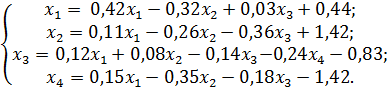 x₁ = 0,42x₁ − 0,32x₂ + 0,03x₃ + 0,44;
x₂ = 0,11x₁ − 0,26x₂ − 0,36x₃ + 1,42;
x₃ = 0,12x₁ + 0,08x₂ − 0,14x₃−0,24x₄ − 0,83;
x₄ = 0,15x₁ − 0,35x₂ − 0,18x₃ − 1,42.